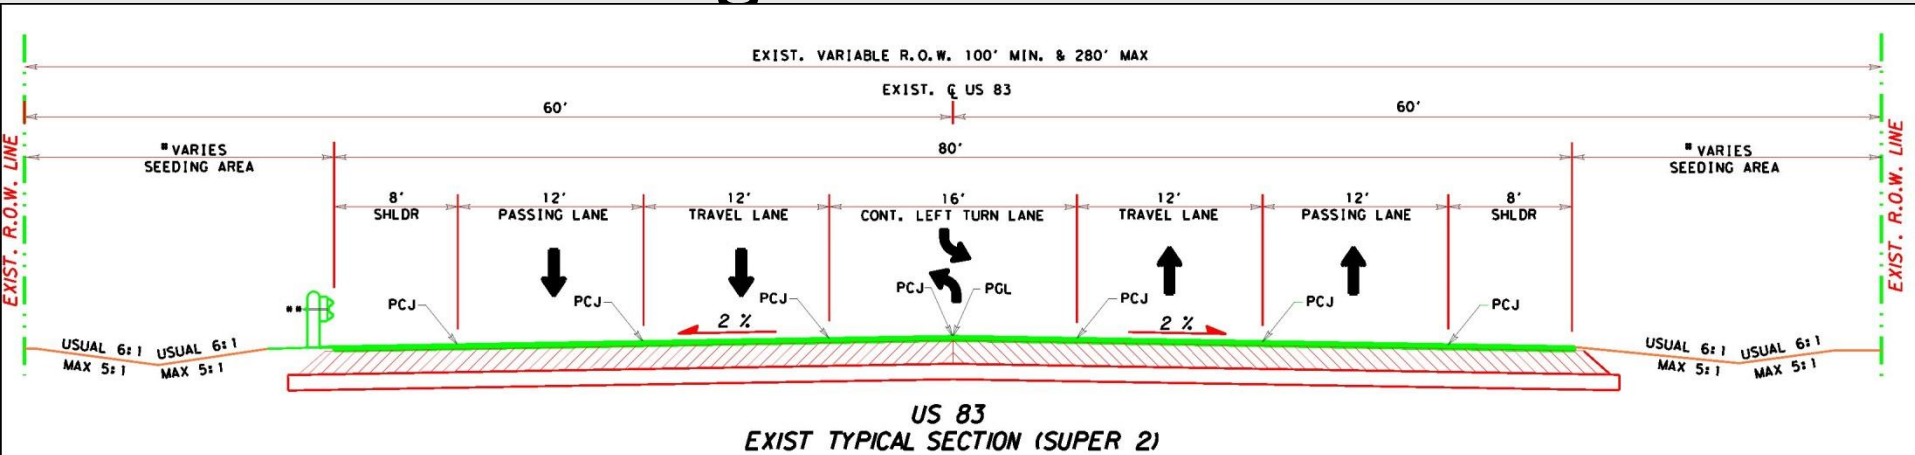 EXIST. VARIABLE R.O.W. 100' MIN. & 280' MAX
EXIST. ℄ US 83
60'
60'
*VARIES
SEEDING AREA
80'
*VARIES
SEEDING AREA
8'
SHLDR
12'
PASSING LANE
12'
TRAVEL LANE
16'
CONT. LEFT TURN LANE
12'
TRAVEL LANE
12'
PASSING LANE
8'
SHLDR
EXIST. R.O.W. LINE
EXIST. R.O.W. LINE
**
PCJ
PCJ
PCJ
PCJ
PGL
PCJ
PCJ
PCJ
2 %
2 %
USUAL 6:1
MAX 5:1
USUAL 6:1
MAX 5:1
USUAL 6:1
MAX 5:1
USUAL 6:1
MAX 5:1
US 83
EXIST TYPICAL SECTION (SUPER 2)